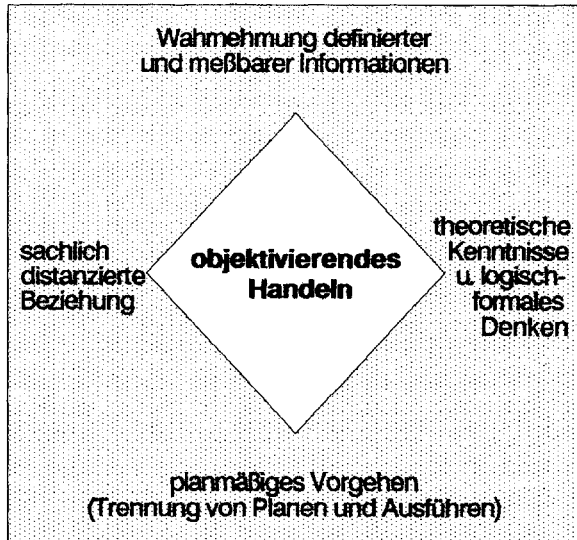 Wahrnehmung definierter
und meßbarer Informationen
sachlich
distanzierte
Beziehung
objektivierendes
Handeln
theoretische
Kenntnisse
u. logisch-
formales
Denken
planmäßiges Vorgehen
(Trennung von Planen und Ausführen)